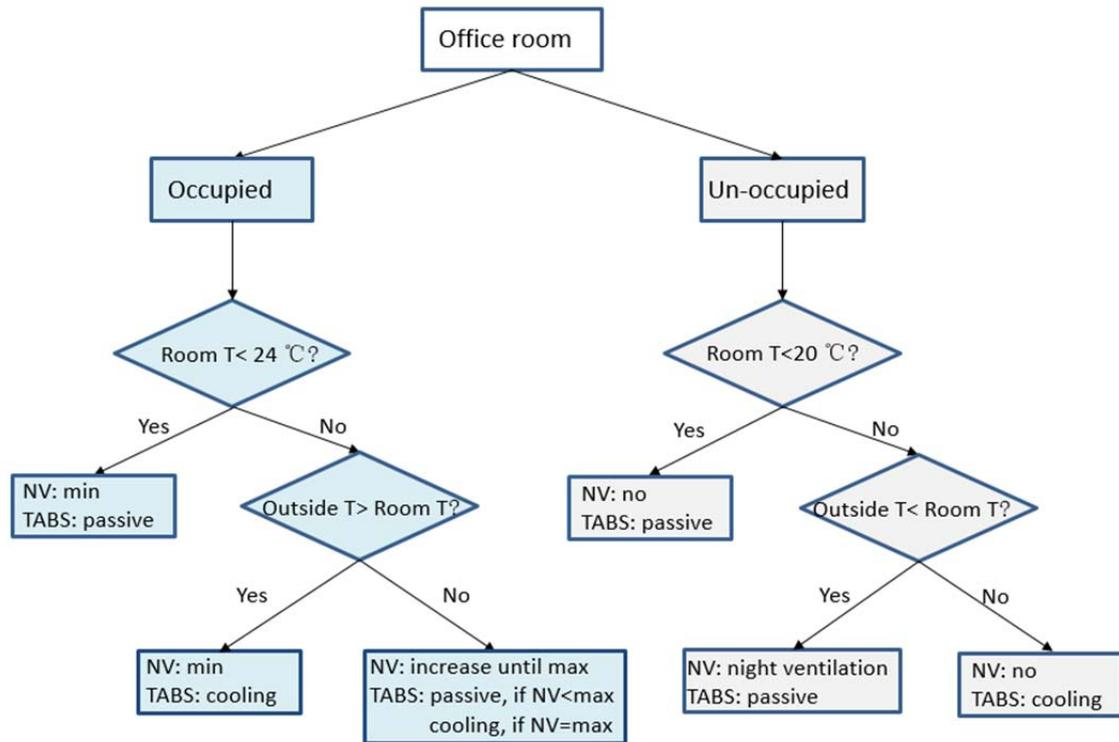 Office room
Occupied
Un-occupied
Room T< 24 ℃?
Room T<20 ℃?
Yes
No
Yes
No
NV: min
TABS: passive
Outside T> Room T?
NV: no
TABS: passive
Outside T< Room T?
Yes
No
Yes
No
NV: min
TABS: cooling
NV: increase until max
TABS: passive, if NV<max
cooling, if NV=max
NV: night ventilation
TABS: passive
NV: no
TABS: cooling